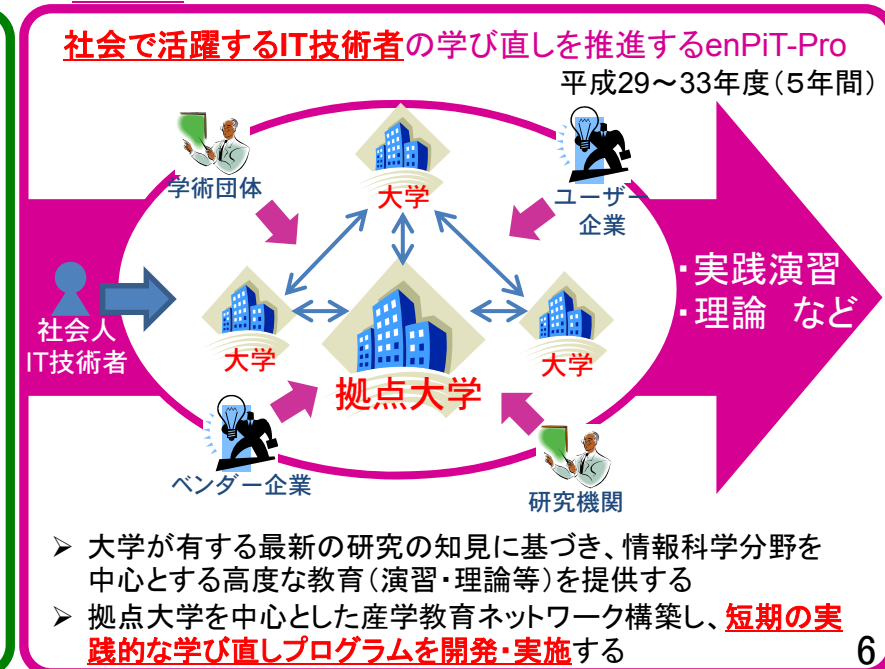 社会で活躍するIT技術者の学び直しを推進するenPiT-Pro
平成29～33年度(5年間)
学術団体
大学
ユーザー
企業
・実践演習
・理論 など
社会人
IT技術者
大学
大学
拠点大学
ベンダー企業
研究機関
➢ 大学が有する最新の研究の知見に基づき、情報科学分野を
中心とする高度な教育(演習・理論等)を提供する
➢ 拠点大学を中心とした産学教育ネットワーク構築し、短期の実
践的な学び直しプログラムを開発・実施する
6